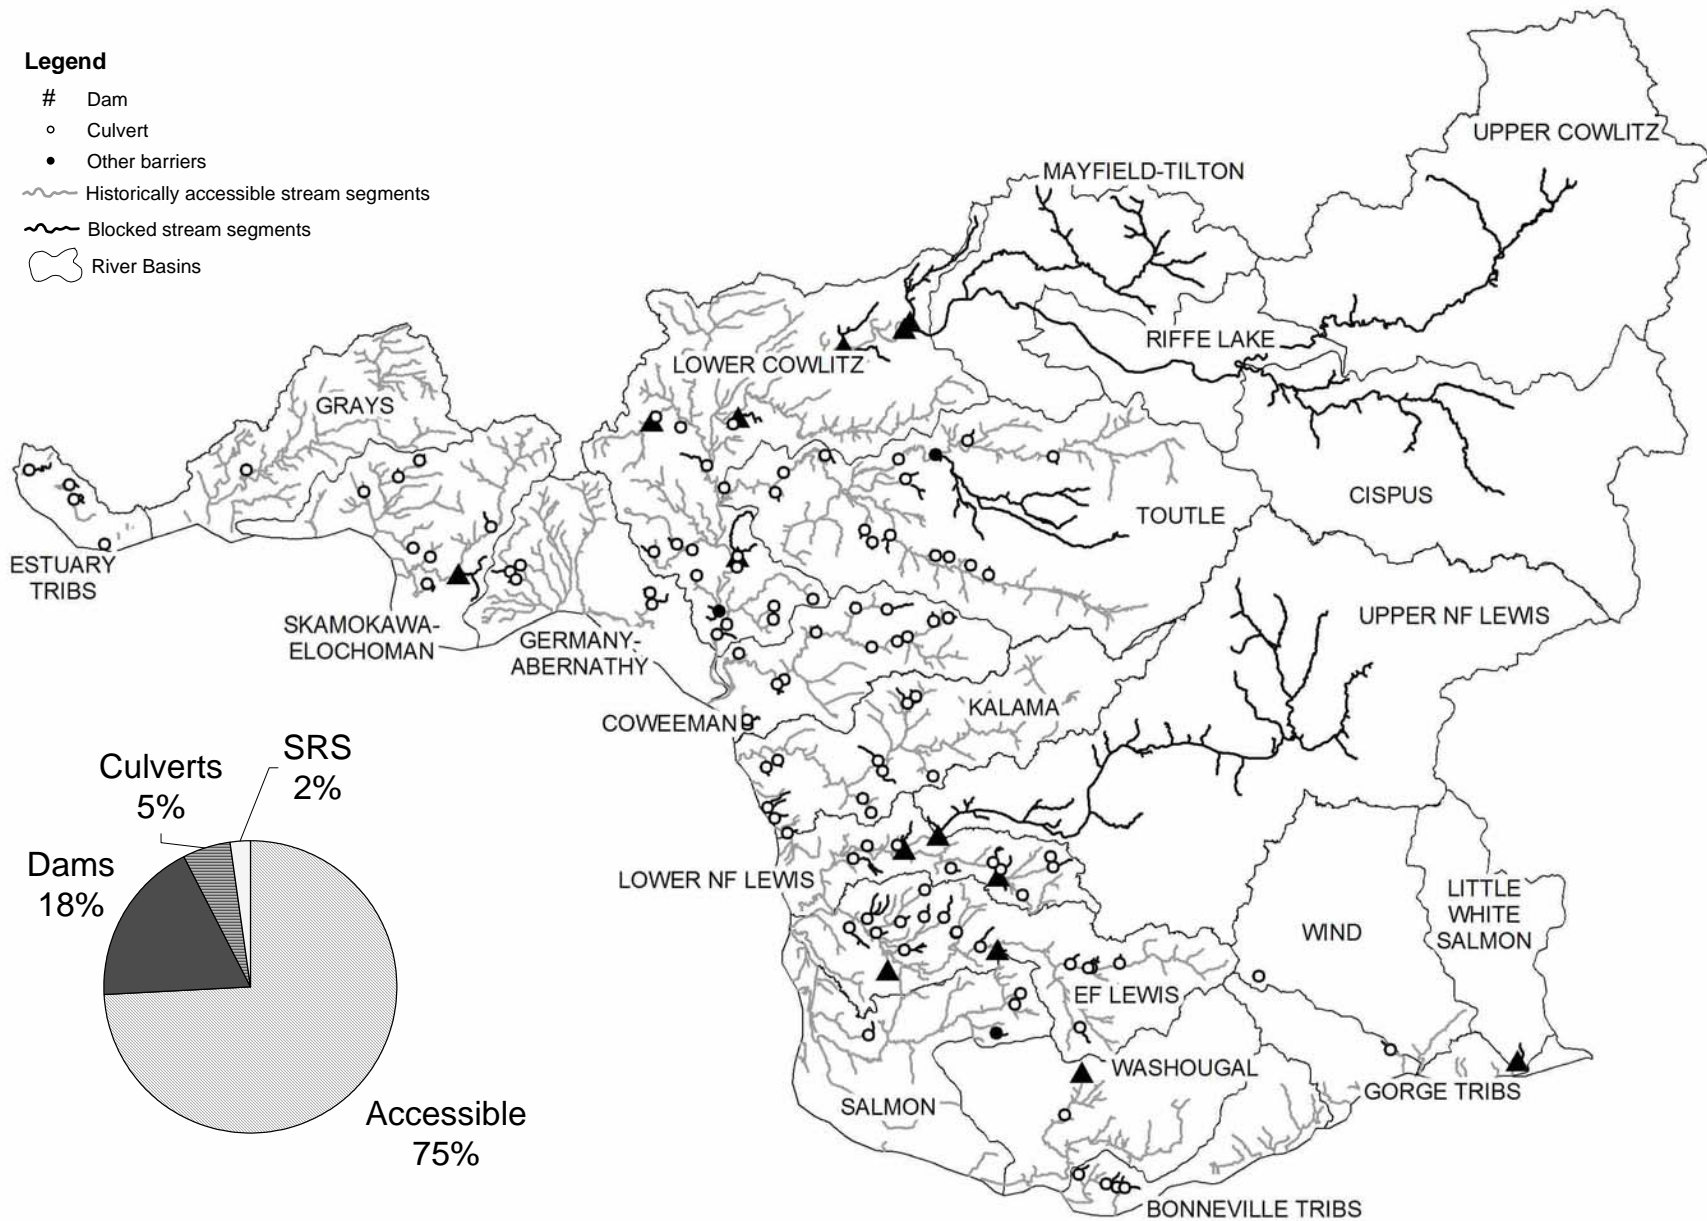 Legend
# Dam
Culvert
Other barriers
Historically accessible stream segments
Blocked stream segments
River Basins
UPPER COWLITZ
MAYFIELD-TILTON
RIFFE LAKE
LOWER COWLITZ
GRAYS
CISPUS
TOUTLE
ESTUARY
TRIBS
SKAMOKAWA-
ELOCHOMAN
GERMANY-
ABERNATHY
UPPER NF LEWIS
COWEEMAN
KALAMA
LOWER NF LEWIS
WIND
LITTLE
WHITE
SALMON
EF LEWIS
WASHOUGAL
SALMON
GORGE TRIBS
BONNEVILLE TRIBS
SRS
2%
Culverts
5%
Dams
18%
Accessible
75%